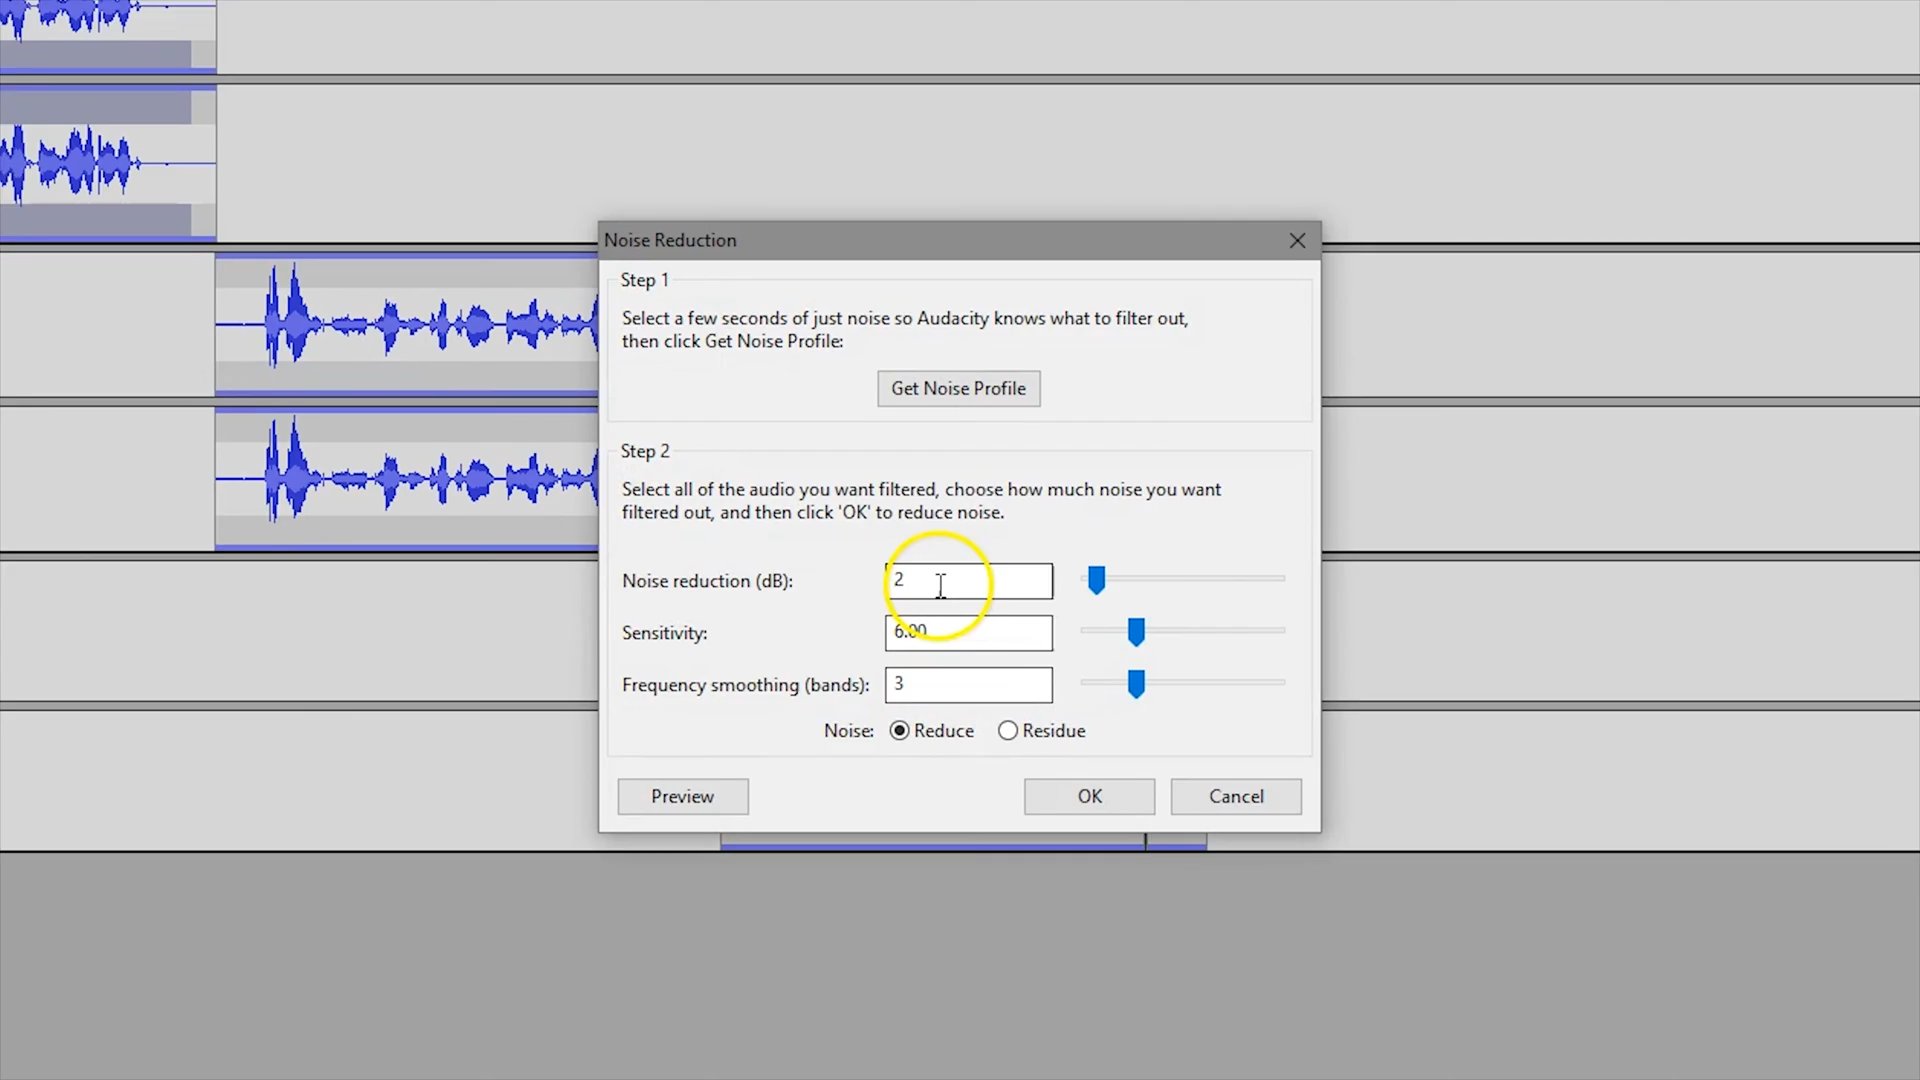 Noise Reduction
Step 1
Select a few seconds of just noise so Audacity knows what to filter out,
then click Get Noise Profile:
Get Noise Profile
Step 2
Select all of the audio you want filtered, choose how much noise you want
filtered out, and then click 'OK' to reduce noise.
Noise reduction (dB): 2
Sensitivity: 6.00
Frequency smoothing (bands): 3
Noise: Reduce Residue
Preview OK Cancel